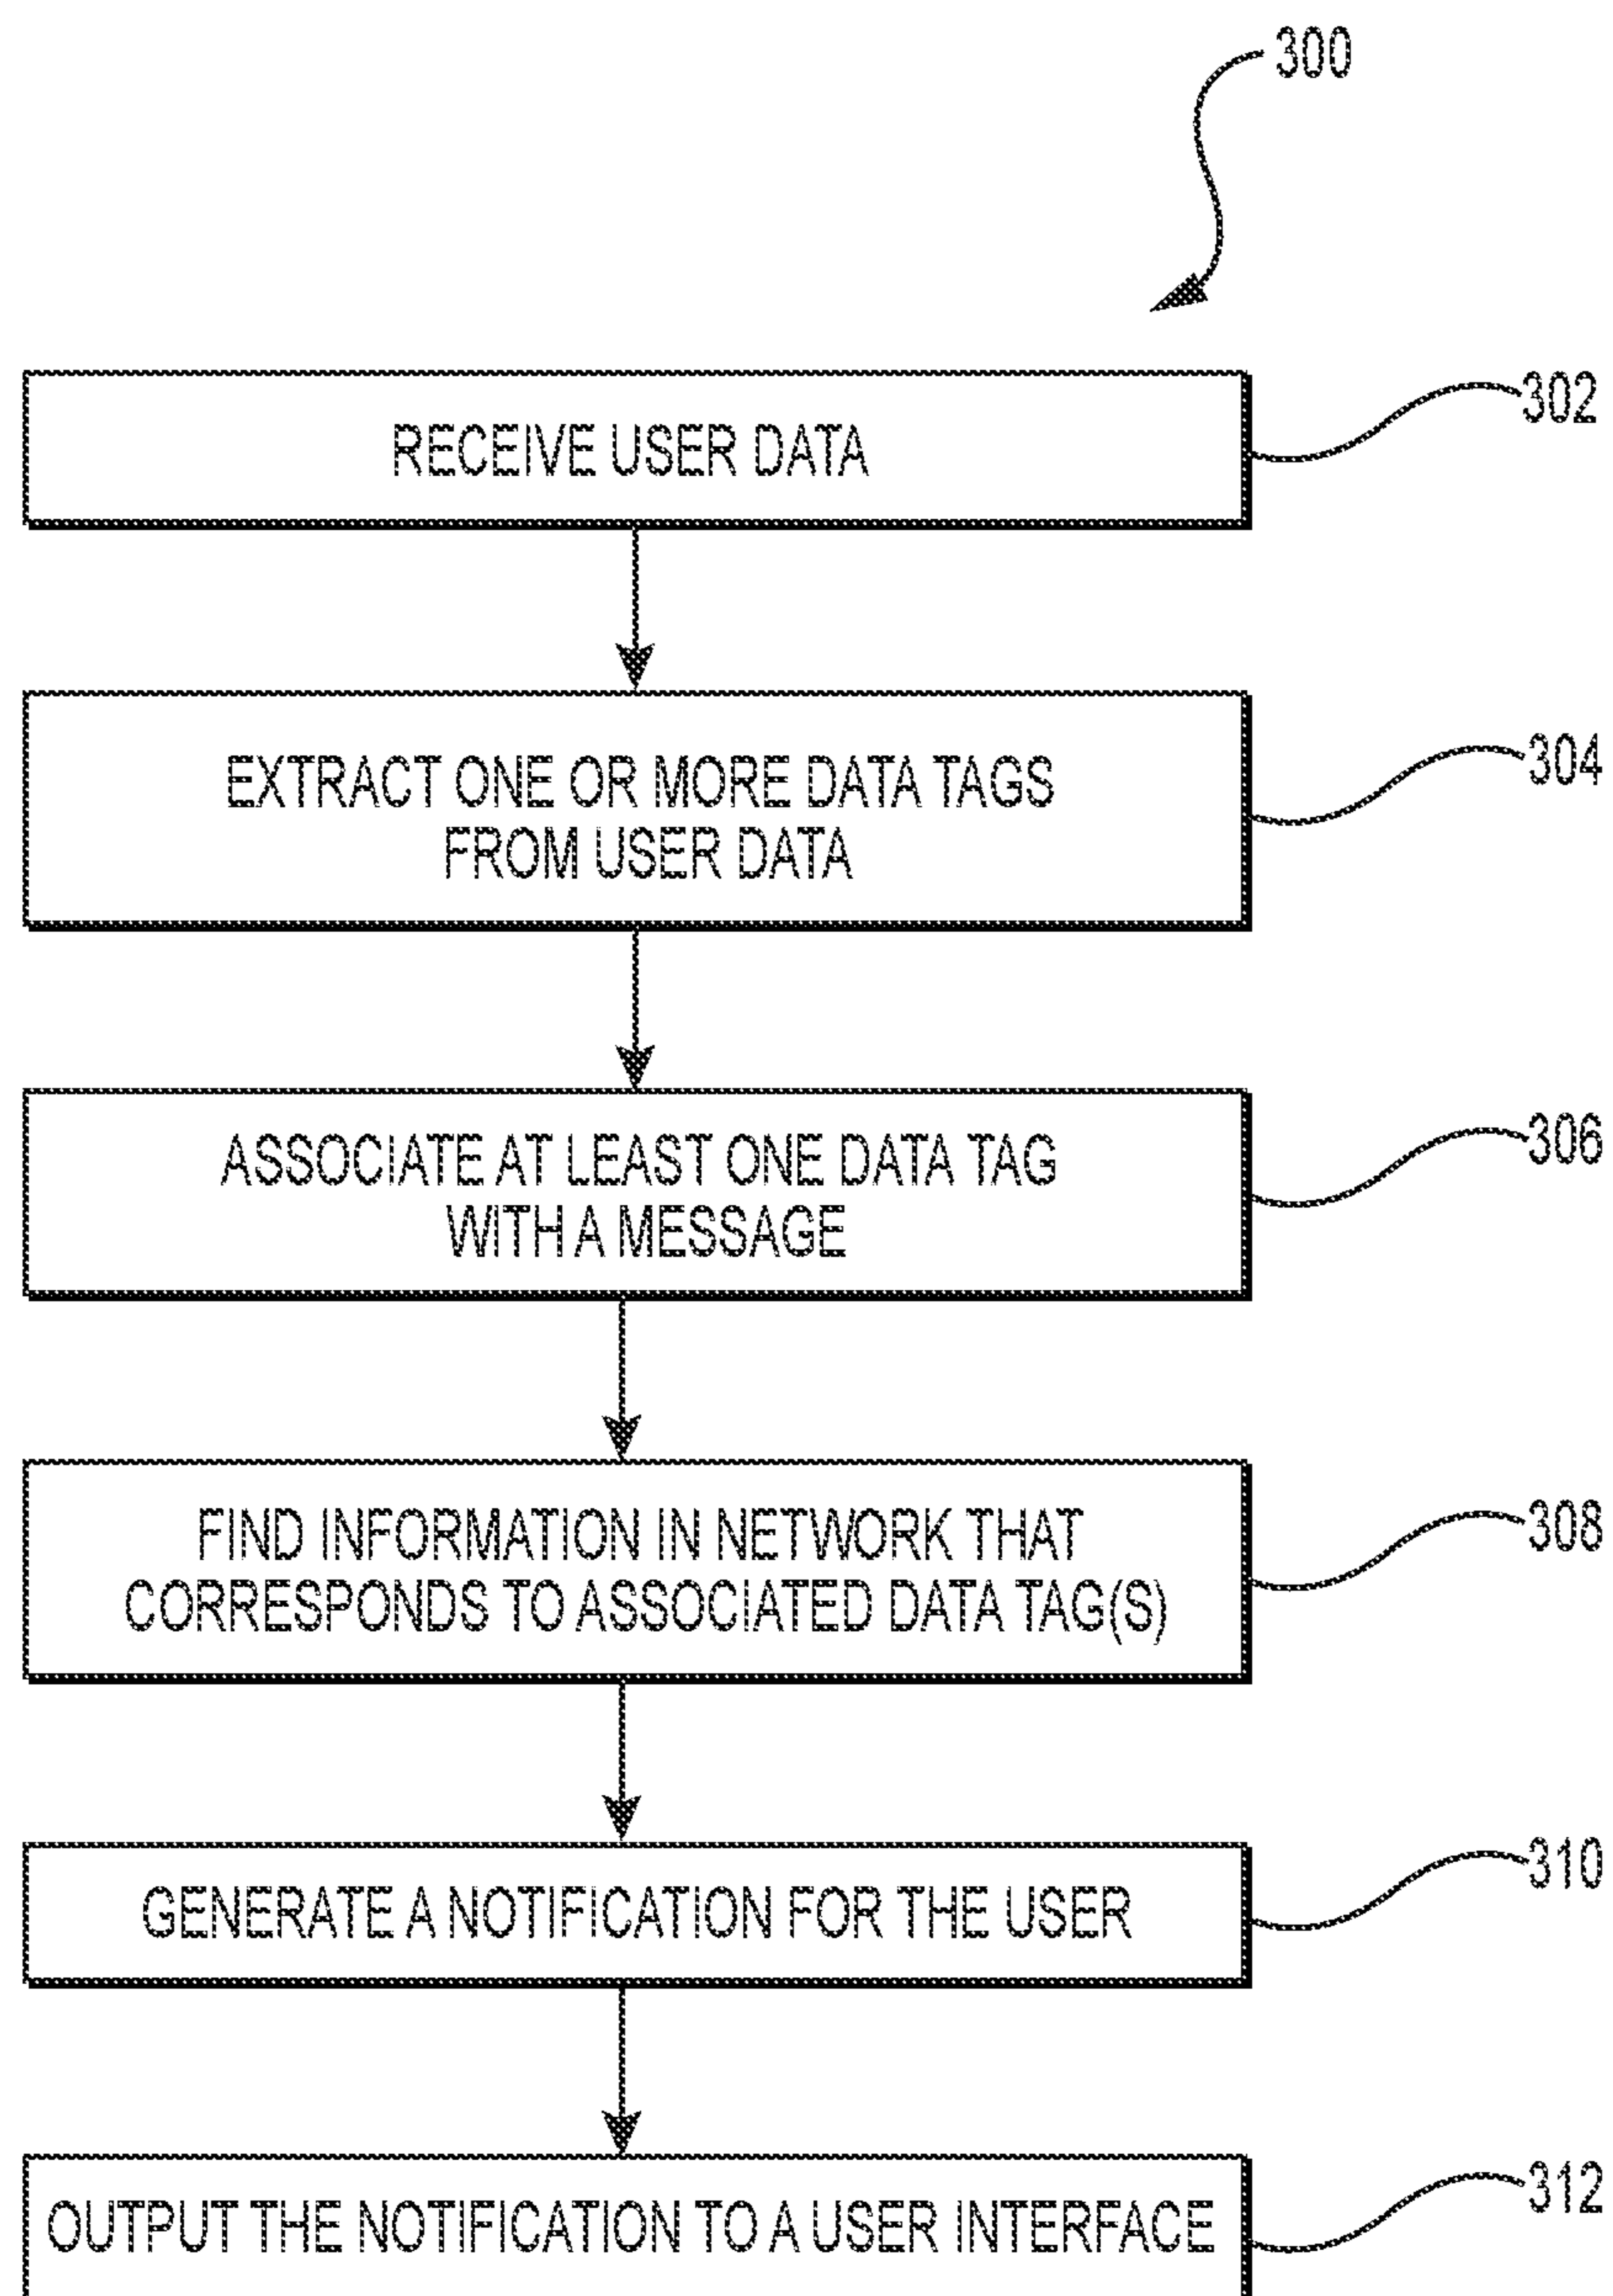 300
RECEIVE USER DATA
302
EXTRACT ONE OR MORE DATA TAGS
FROM USER DATA
304
ASSOCIATE AT LEAST ONE DATA TAG
WITH A MESSAGE
306
FIND INFORMATION IN NETWORK THAT
CORRESPONDS TO ASSOCIATED DATA TAG(S)
308
GENERATE A NOTIFICATION FOR THE USER
310
OUTPUT THE NOTIFICATION TO A USER INTERFACE
312